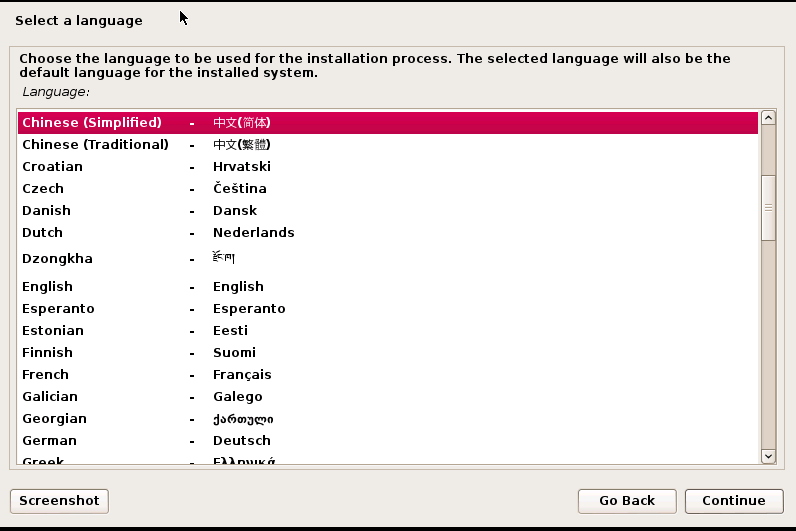 Select a language
Choose the language to be used for the installation process. The selected language will also be the
default language for the installed system.
Language:
Chinese (Simplified) - 中文(简体)
Chinese (Traditional) - 中文(繁體)
Croatian - Hrvatski
Czech - Čeština
Danish - Dansk
Dutch - Nederlands
Dzongkha - རྫོང་ཁ།
English - English
Esperanto - Esperanto
Estonian - Eesti
Finnish - Suomi
French - Français
Galician - Galego
Georgian - ქართული
German - Deutsch
Greek - Ελληνικά
Screenshot Go Back Continue